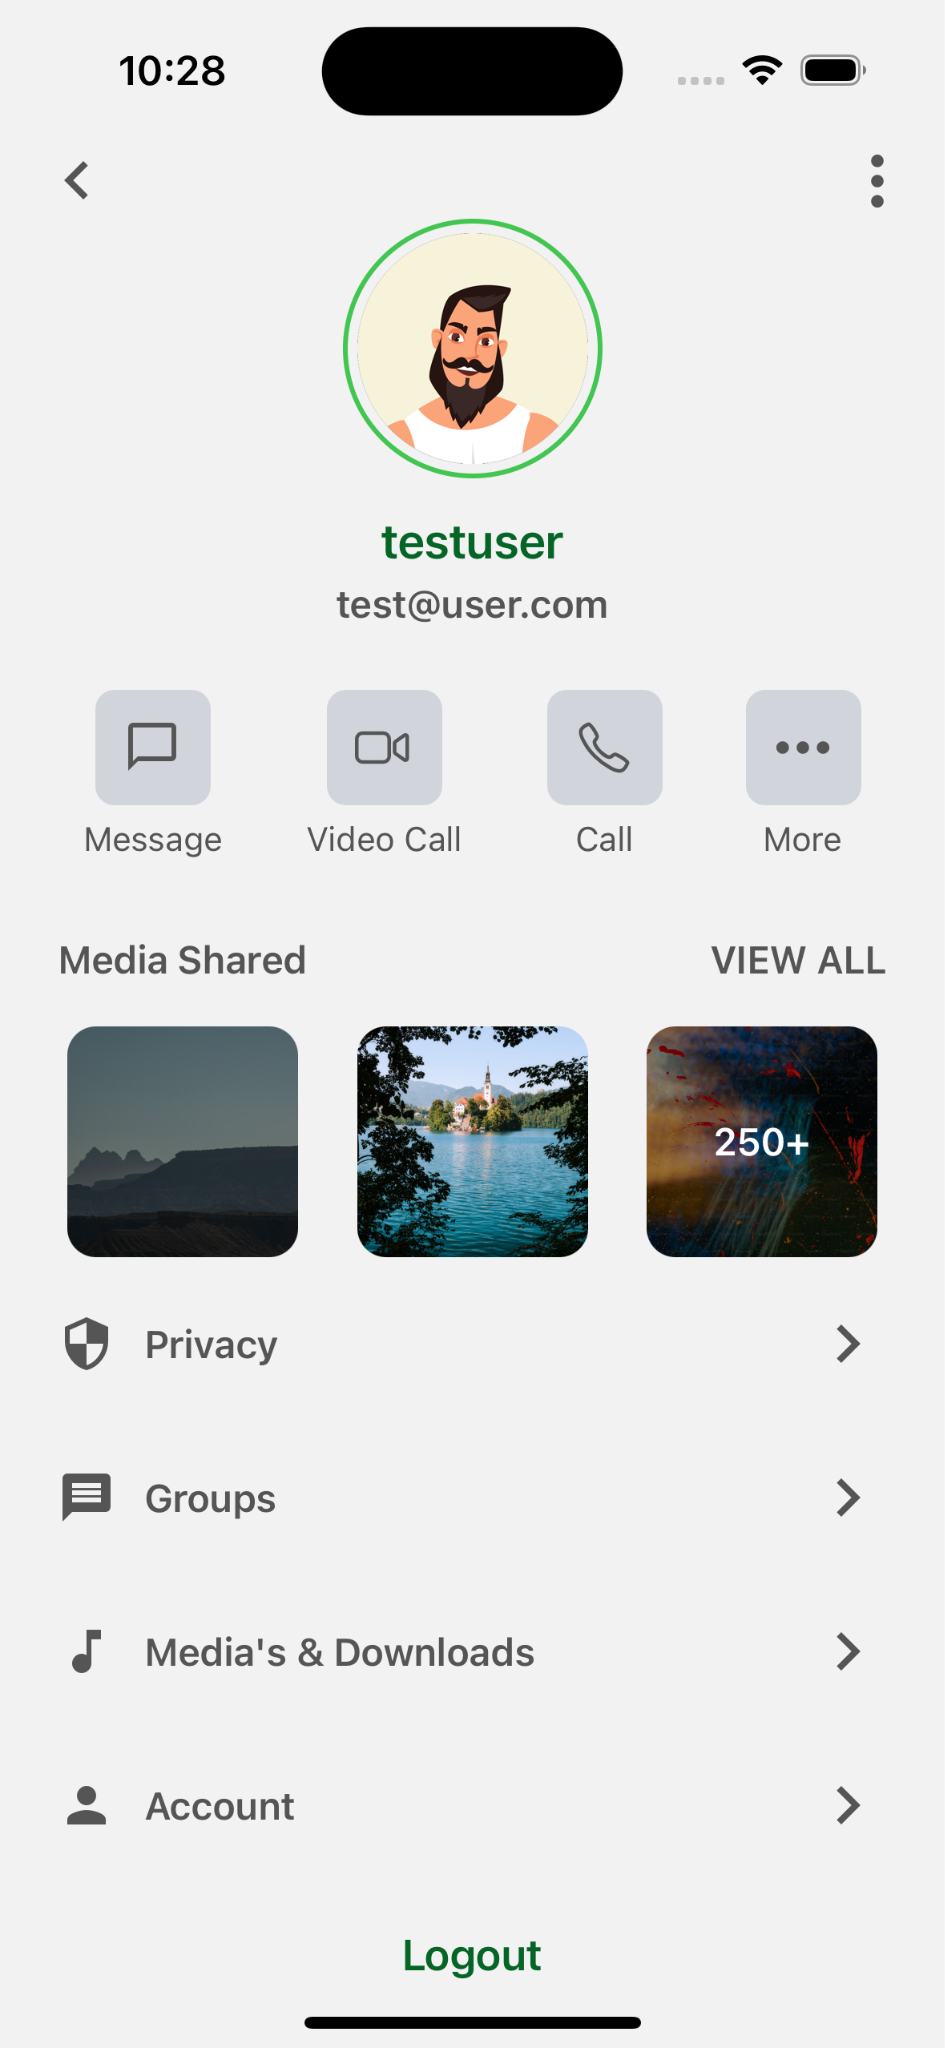 10:28
testuser
test@user.com
Message
Video Call
Call
More
Media Shared
VIEW ALL
250+
Privacy
Groups
Media's & Downloads
Account
Logout